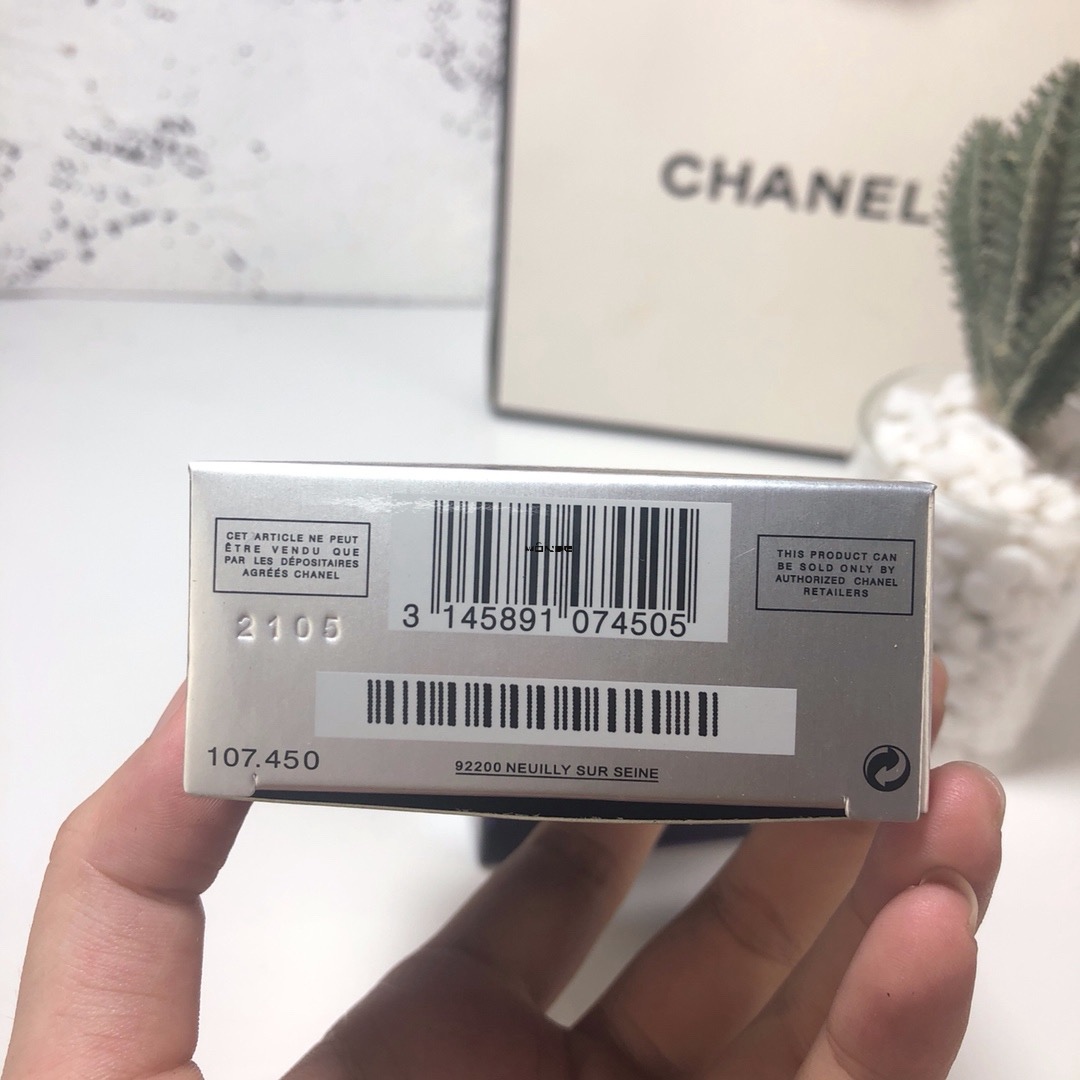 CHANEL
CET ARTICLE NE PEUT
ÊTRE VENDU QUE
PAR LES DÉPOSITAIRES
AGRÉÉS CHANEL
THIS PRODUCT CAN
BE SOLD ONLY BY
AUTHORIZED CHANEL
RETAILERS
3 145891 074505
2105
107.450
92200 NEUILLY SUR SEINE